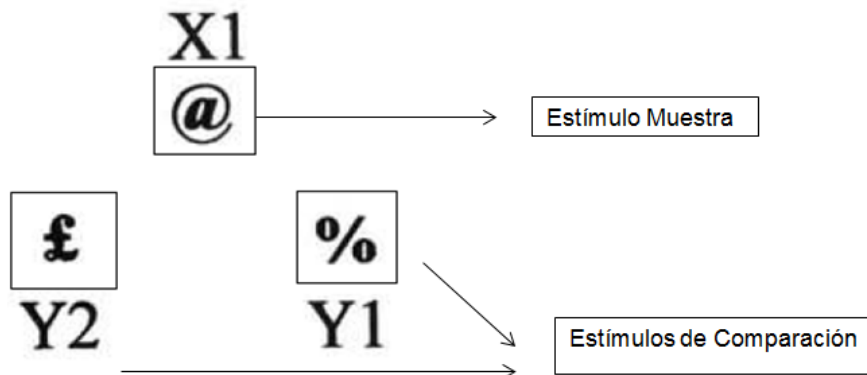 X1
@
Estímulo Muestra
£
%
Y2
Y1
Estímulos de Comparación